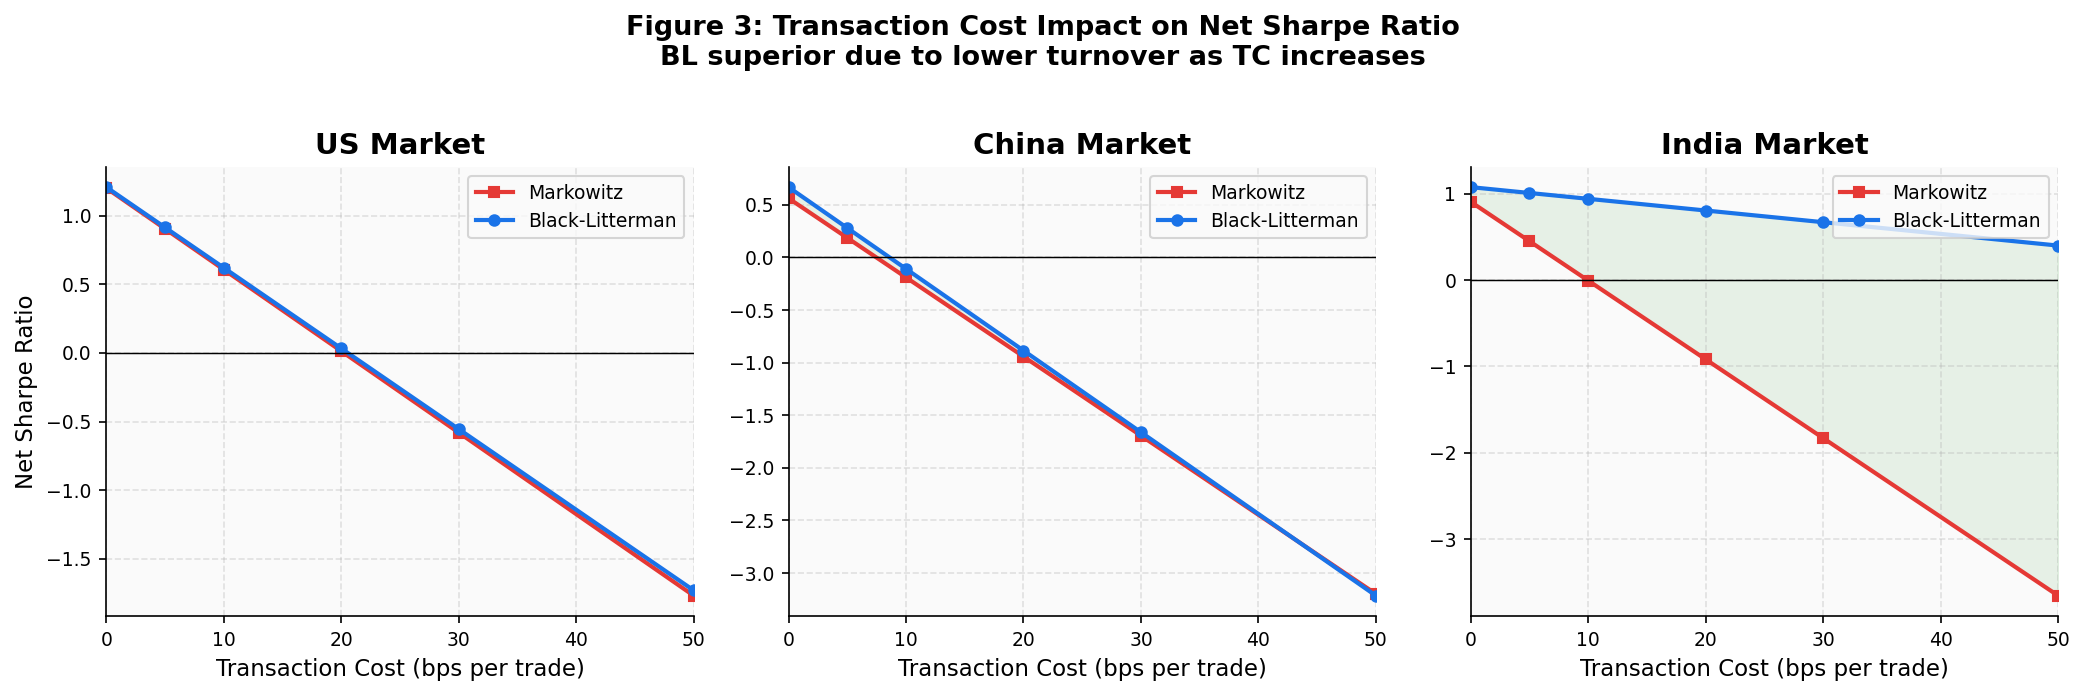 Figure 3: Transaction Cost Impact on Net Sharpe Ratio
BL superior due to lower turnover as TC increases
US Market
Net Sharpe Ratio
1.0
0.5
0.0
−0.5
−1.0
−1.5
Markowitz
Black-Litterman
0 10 20 30 40 50
Transaction Cost (bps per trade)
China Market
0.5
0.0
−0.5
−1.0
−1.5
−2.0
−2.5
−3.0
Markowitz
Black-Litterman
0 10 20 30 40 50
Transaction Cost (bps per trade)
India Market
1
0
−1
−2
−3
Markowitz
Black-Litterman
0 10 20 30 40 50
Transaction Cost (bps per trade)